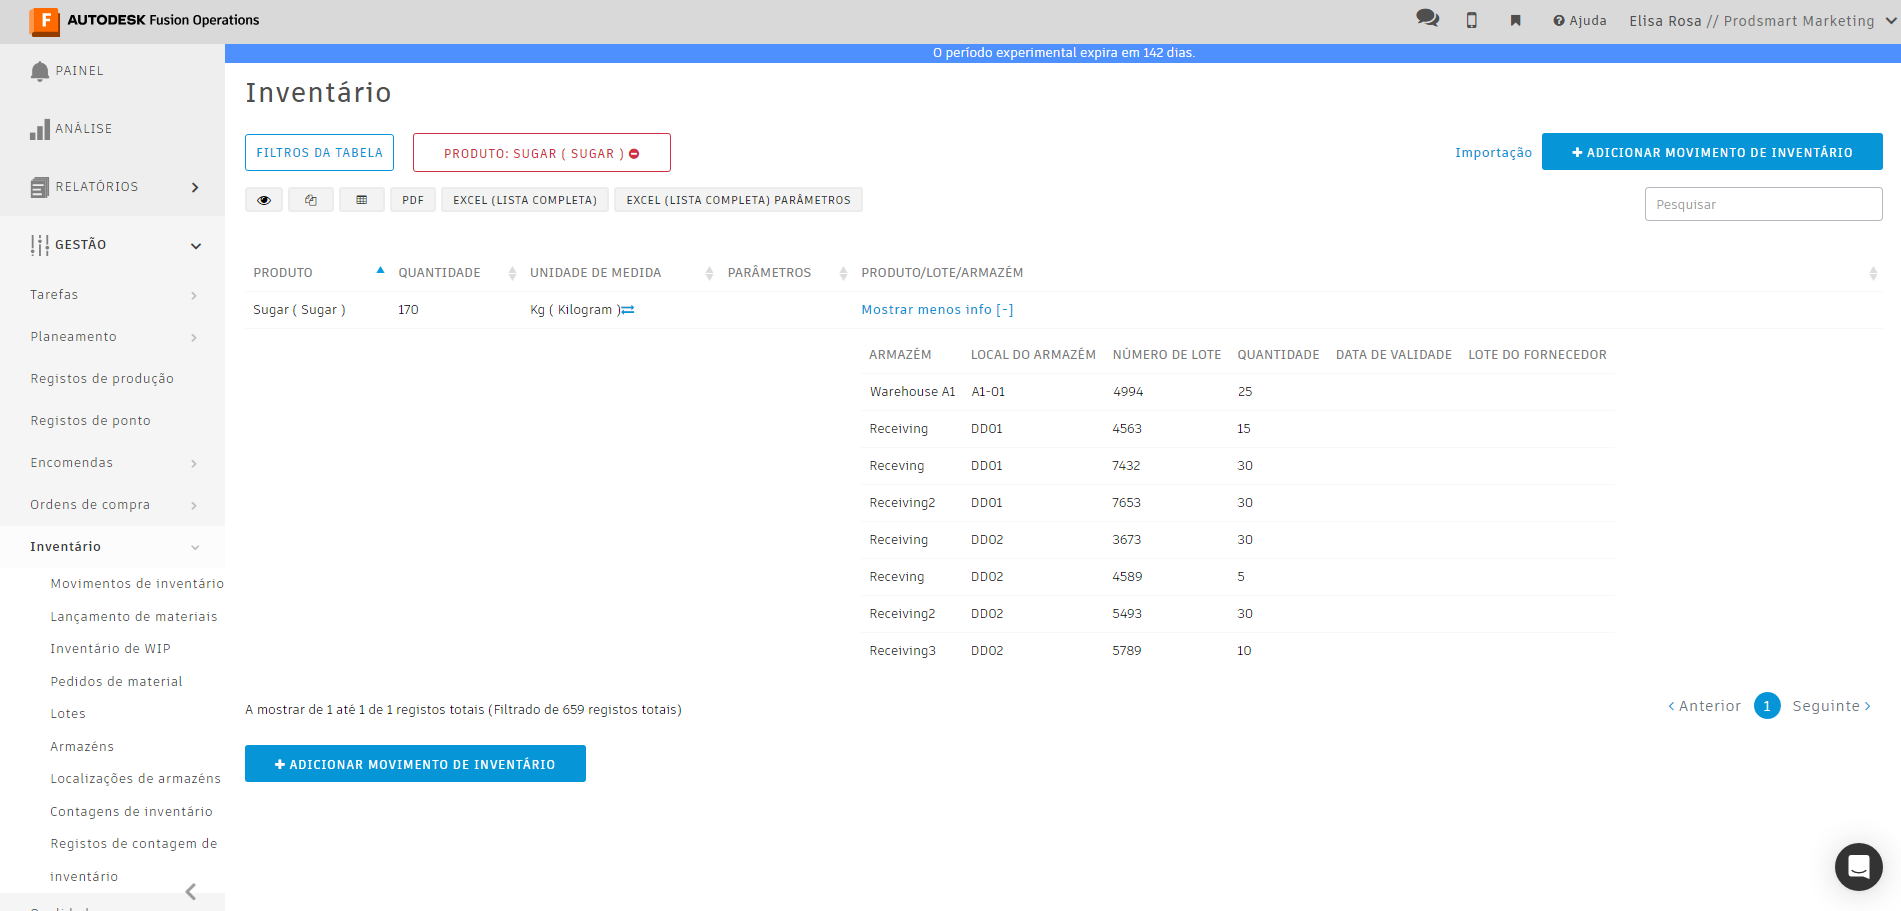 F AUTODESK Fusion Operations
Ajuda
Elisa Rosa // Prodsmart Marketing
O período experimental expira em 142 dias.
PAINEL
ANÁLISE
RELATÓRIOS
GESTÃO
Tarefas
Planeamento
Registos de produção
Registos de ponto
Encomendas
Ordens de compra
Inventário
Movimentos de inventário
Lançamento de materiais
Inventário de WIP
Pedidos de material
Lotes
Armazéns
Localizações de armazéns
Contagens de inventário
Registos de contagem de
inventário
Inventário
FILTROS DA TABELA
PRODUTO: SUGAR ( SUGAR )
Importação
+ ADICIONAR MOVIMENTO DE INVENTÁRIO
PDF
EXCEL (LISTA COMPLETA)
EXCEL (LISTA COMPLETA) PARÂMETROS
Pesquisar
PRODUTO QUANTIDADE UNIDADE DE MEDIDA PARÂMETROS PRODUTO/LOTE/ARMAZÉM
Sugar ( Sugar ) 170 Kg ( Kilogram ) Mostrar menos info [-]
ARMAZÉM LOCAL DO ARMAZÉM NÚMERO DE LOTE QUANTIDADE DATA DE VALIDADE LOTE DO FORNECEDOR
Warehouse A1 A1-01 4994 25
Receiving DD01 4563 15
Receving DD01 7432 30
Receiving2 DD01 7653 30
Receiving DD02 3673 30
Receving DD02 4589 5
Receiving2 DD02 5493 30
Receiving3 DD02 5789 10
A mostrar de 1 até 1 de 1 registos totais (Filtrado de 659 registos totais)
< Anterior 1 Seguinte >
+ ADICIONAR MOVIMENTO DE INVENTÁRIO